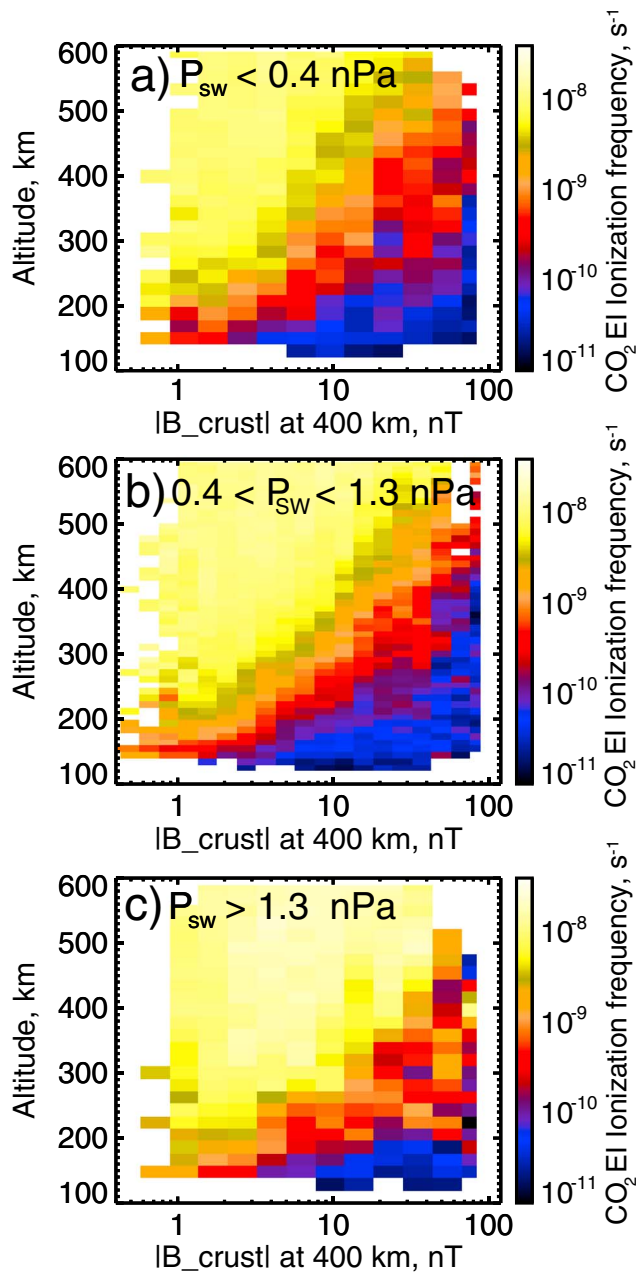 a) P_SW < 0.4 nPa
600
500
400
300
200
100
Altitude, km
1 10 100
|B_crust| at 400 km, nT
10⁻⁸
10⁻⁹
10⁻¹⁰
10⁻¹¹
CO₂ EI Ionization frequency, s⁻¹
b) 0.4 < P_SW < 1.3 nPa
600
500
400
300
200
100
Altitude, km
1 10 100
|B_crust| at 400 km, nT
10⁻⁸
10⁻⁹
10⁻¹⁰
10⁻¹¹
CO₂ EI Ionization frequency, s⁻¹
c) P_SW > 1.3 nPa
600
500
400
300
200
100
Altitude, km
1 10 100
|B_crust| at 400 km, nT
10⁻⁸
10⁻⁹
10⁻¹⁰
10⁻¹¹
CO₂ EI Ionization frequency, s⁻¹